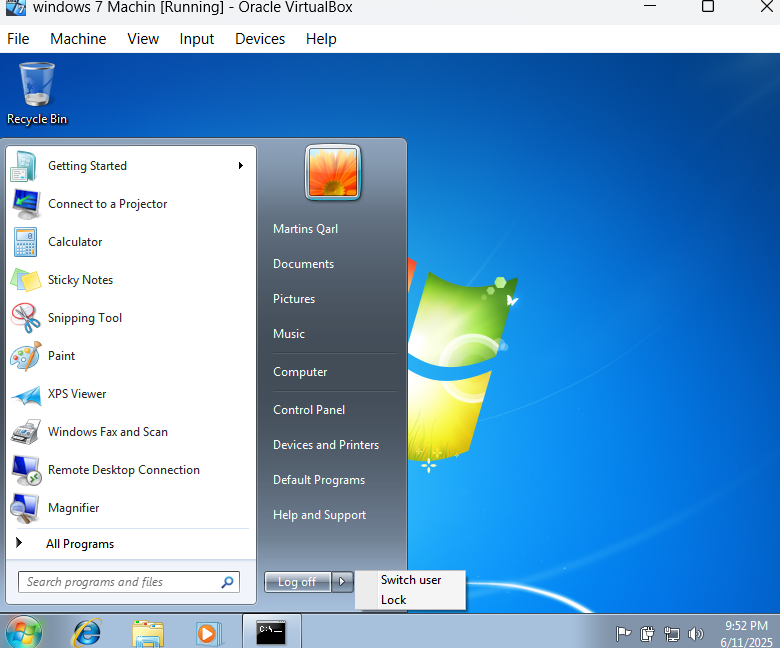 windows 7 Machin [Running] - Oracle VirtualBox
File Machine View Input Devices Help
Recycle Bin
Getting Started
Connect to a Projector
Calculator
Sticky Notes
Snipping Tool
Paint
XPS Viewer
Windows Fax and Scan
Remote Desktop Connection
Magnifier
All Programs
Search programs and files
Martins Qarl
Documents
Pictures
Music
Computer
Control Panel
Devices and Printers
Default Programs
Help and Support
Log off
Switch user
Lock
C:\_
9:52 PM
6/11/2025